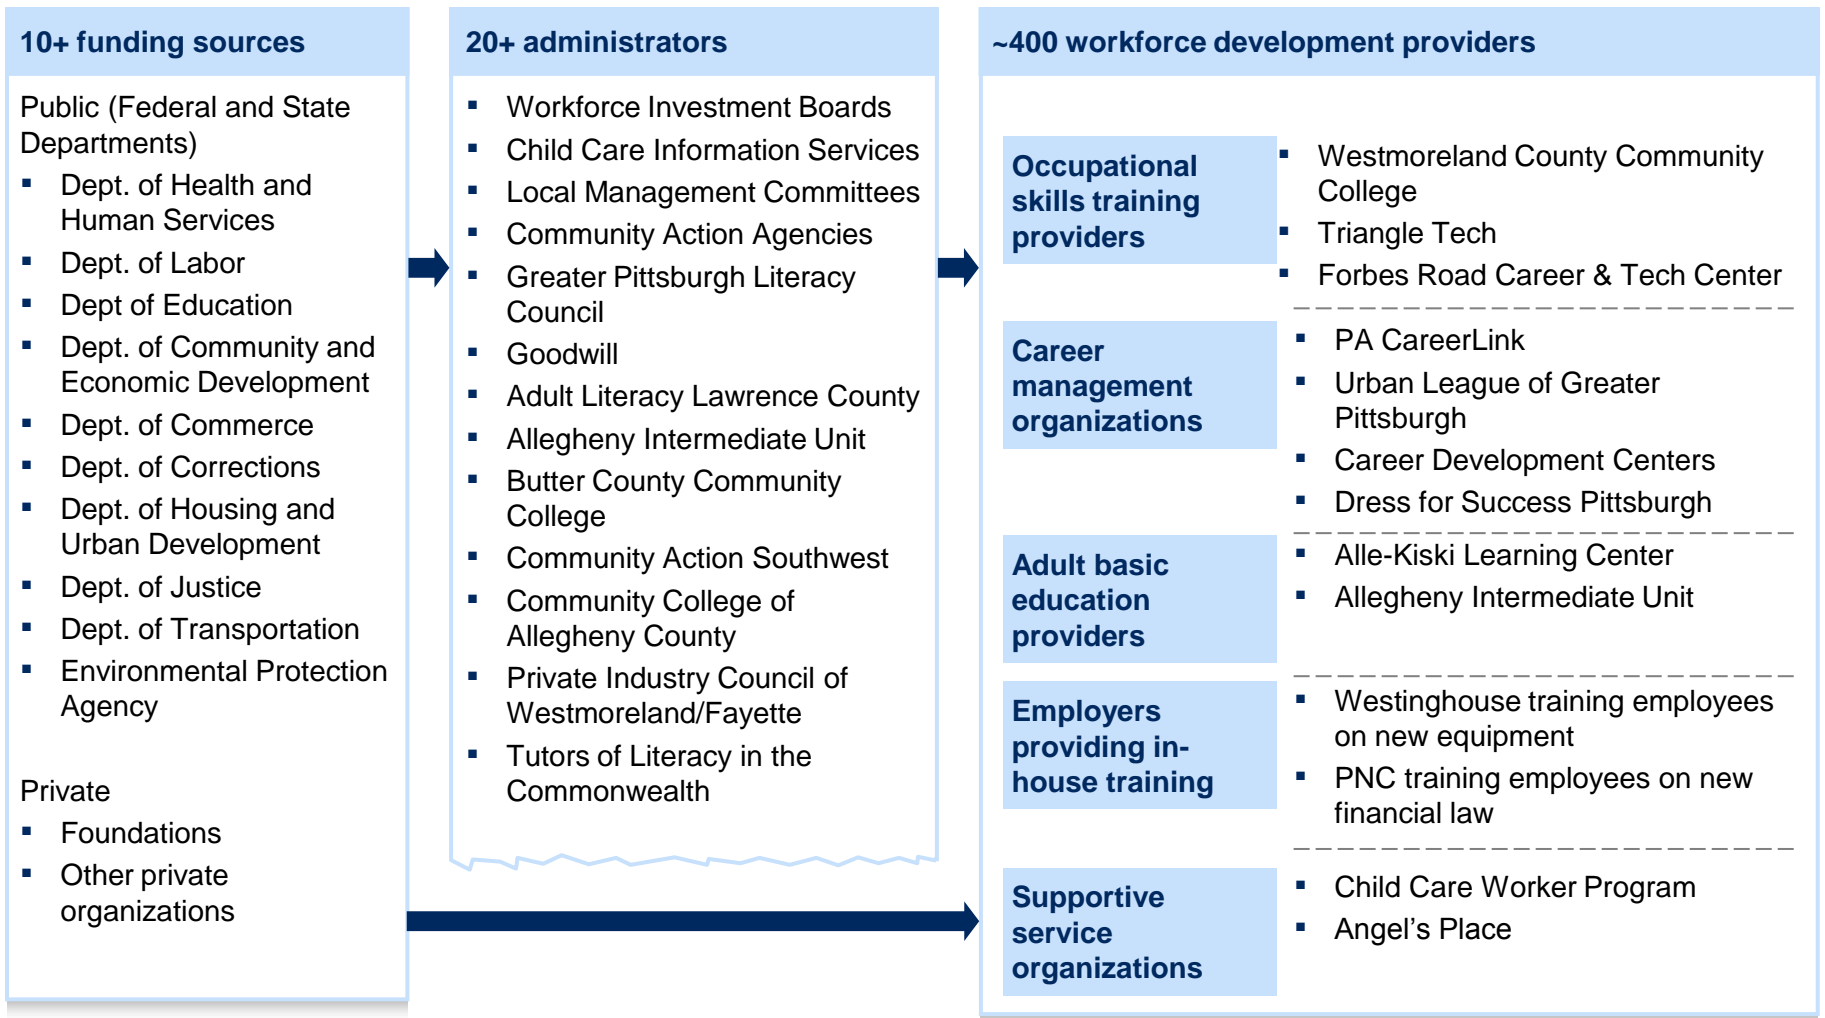 10+ funding sources
Public (Federal and State
Departments)
▪ Dept. of Health and
Human Services
▪ Dept. of Labor
▪ Dept of Education
▪ Dept. of Community and
Economic Development
▪ Dept. of Commerce
▪ Dept. of Corrections
▪ Dept. of Housing and
Urban Development
▪ Dept. of Justice
▪ Dept. of Transportation
▪ Environmental Protection
Agency
Private
▪ Foundations
▪ Other private
organizations
20+ administrators
▪ Workforce Investment Boards
▪ Child Care Information Services
▪ Local Management Committees
▪ Community Action Agencies
▪ Greater Pittsburgh Literacy
Council
▪ Goodwill
▪ Adult Literacy Lawrence County
▪ Allegheny Intermediate Unit
▪ Butter County Community
College
▪ Community Action Southwest
▪ Community College of
Allegheny County
▪ Private Industry Council of
Westmoreland/Fayette
▪ Tutors of Literacy in the
Commonwealth
~400 workforce development providers
Occupational
skills training
providers
▪ Westmoreland County Community
College
▪ Triangle Tech
▪ Forbes Road Career & Tech Center
Career
management
organizations
▪ PA CareerLink
▪ Urban League of Greater
Pittsburgh
▪ Career Development Centers
▪ Dress for Success Pittsburgh
Adult basic
education
providers
▪ Alle-Kiski Learning Center
▪ Allegheny Intermediate Unit
Employers
providing in-
house training
▪ Westinghouse training employees
on new equipment
▪ PNC training employees on new
financial law
Supportive
service
organizations
▪ Child Care Worker Program
▪ Angel’s Place